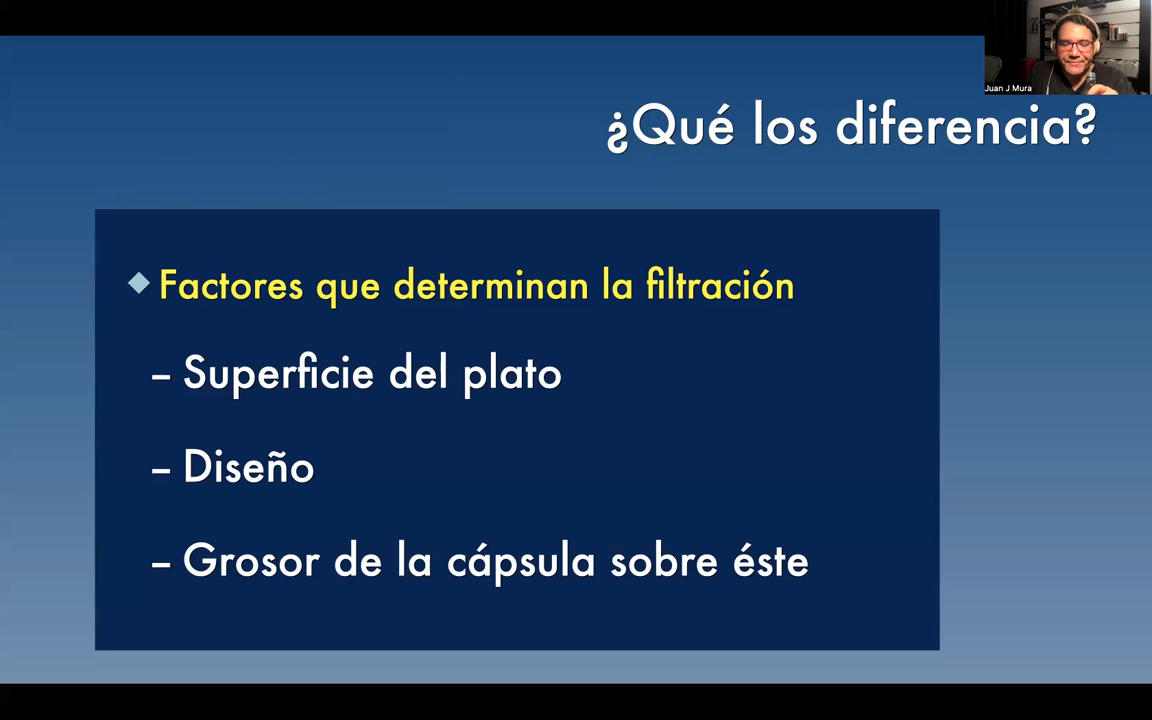 Juan J Mura
¿Qué los diferencia?
Factores que determinan la filtración
– Superficie del plato
– Diseño
– Grosor de la cápsula sobre éste